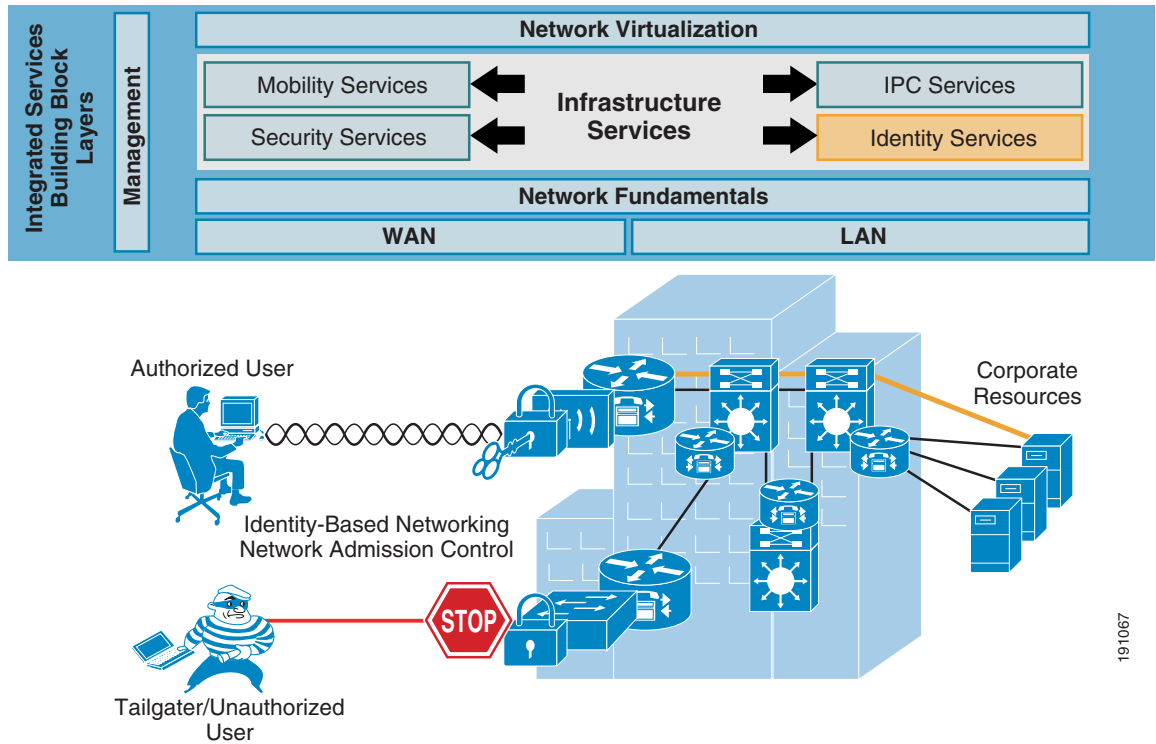 Integrated Services
Building Block
Layers
Management
Network Virtualization
Mobility Services
Infrastructure
Services
IPC Services
Security Services
Identity Services
Network Fundamentals
WAN
LAN
Authorized User
Corporate
Resources
Identity-Based Networking
Network Admission Control
STOP
Tailgater/Unauthorized
User
191067